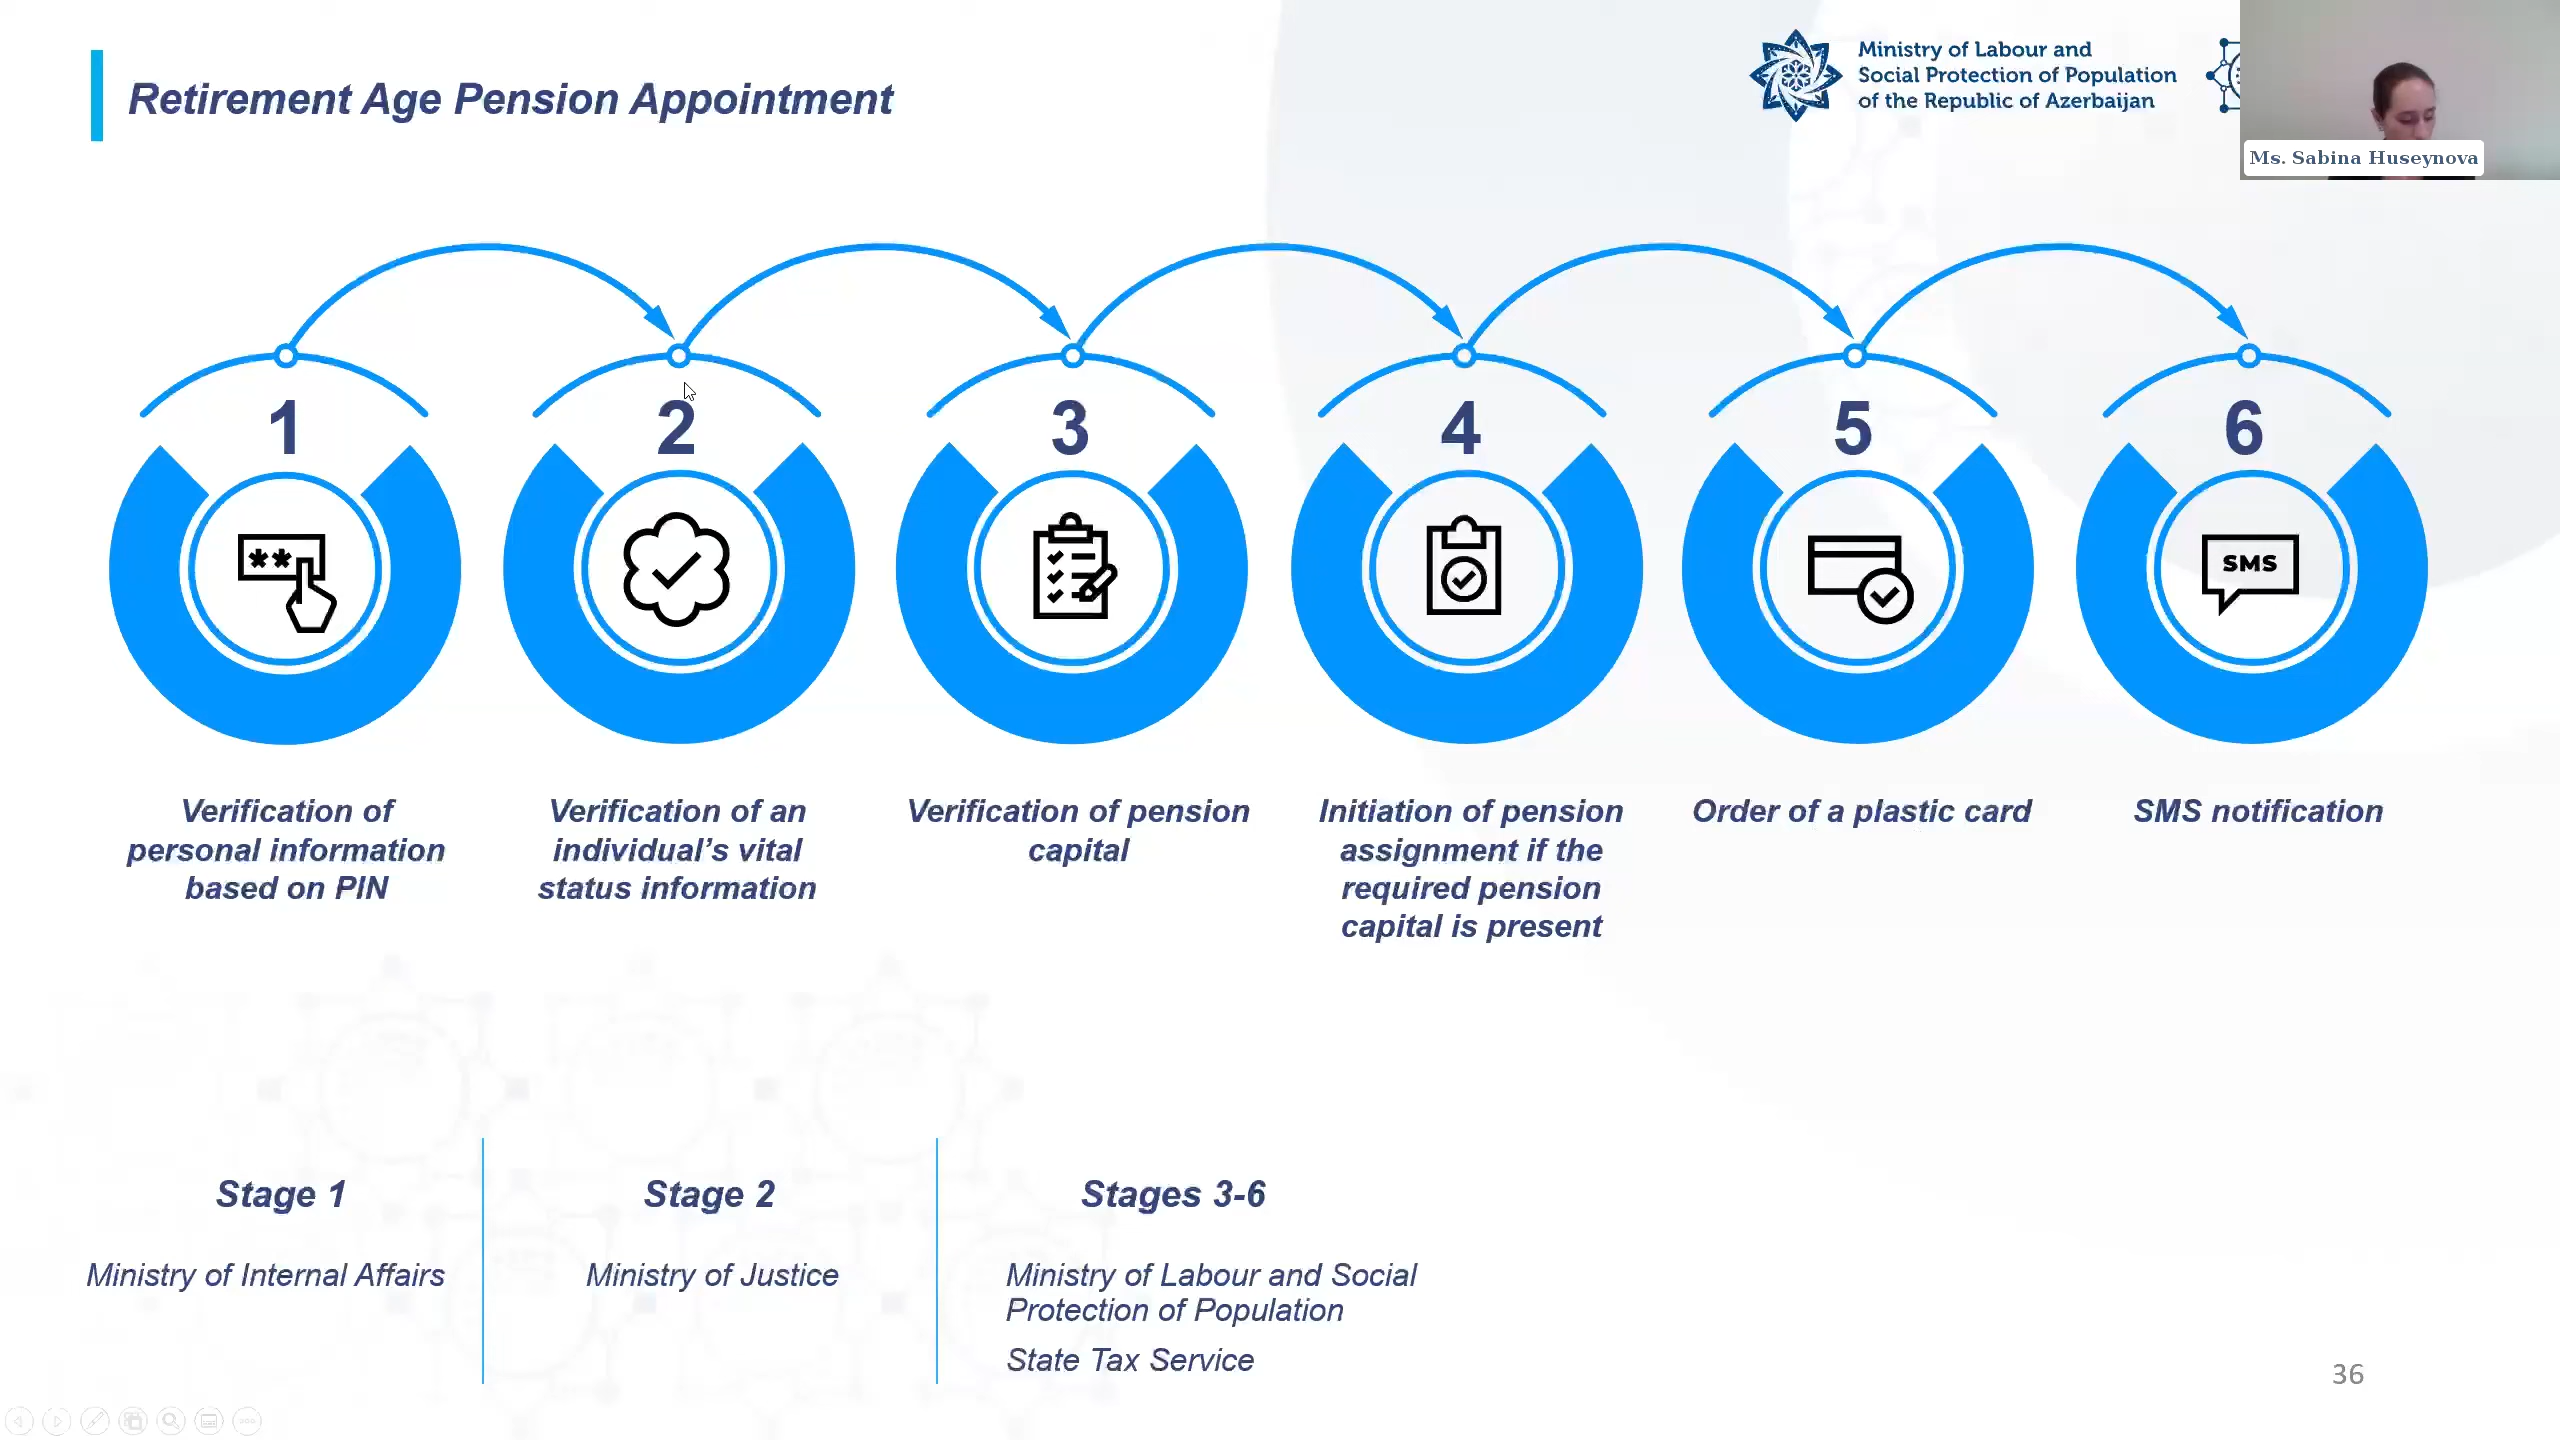 Retirement Age Pension Appointment
Ministry of Labour and
Social Protection of Population
of the Republic of Azerbaijan
Ms. Sabina Huseynova
1
2
3
4
5
6
**
SMS
Verification of
personal information
based on PIN
Verification of an
individual’s vital
status information
Verification of pension
capital
Initiation of pension
assignment if the
required pension
capital is present
Order of a plastic card
SMS notification
Stage 1
Ministry of Internal Affairs
Stage 2
Ministry of Justice
Stages 3-6
Ministry of Labour and Social
Protection of Population
State Tax Service
36